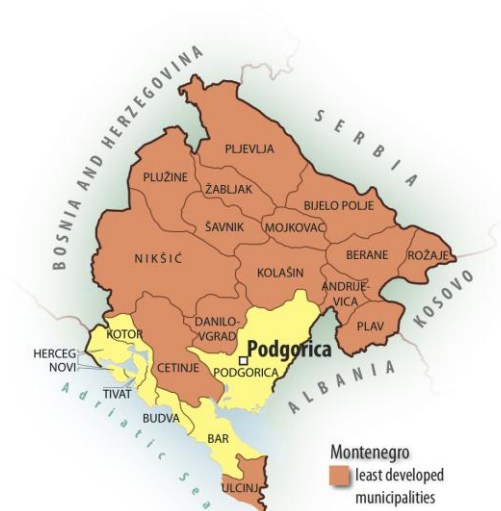 BOSNIA AND HERZEGOVINA
SERBIA
PLJEVLJA
PLUŽINE
ŽABLJAK
BIJELO POLJE
ŠAVNIK
MOJKOVAC
NIKŠIĆ
BERANE
ROŽAJE
KOLAŠIN
ANDRIJE-
VICA
KOSOVO
PLAV
DANILO-
VGRAD
KOTOR
Podgorica
HERCEG
NOVI
CETINJE
PODGORICA
ALBANIA
TIVAT
BUDVA
Adriatic Sea
BAR
ULCINJ
Montenegro
least developed
municipalities